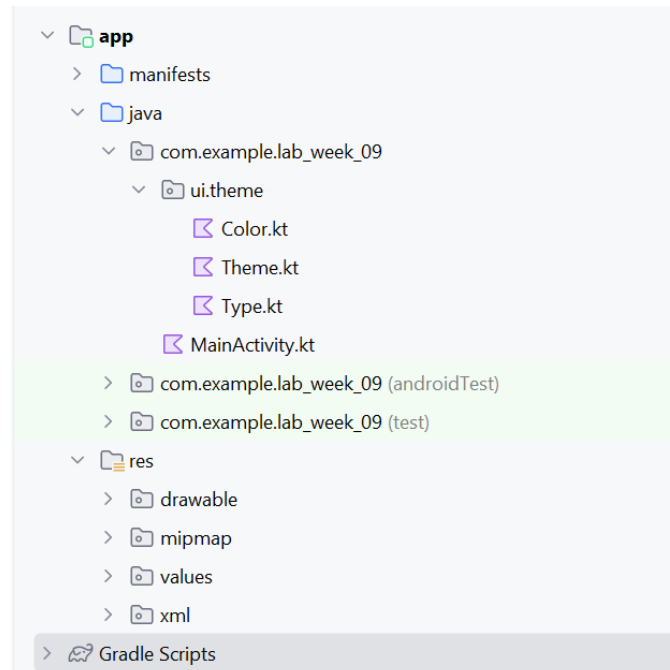 app
manifests
java
com.example.lab_week_09
ui.theme
Color.kt
Theme.kt
Type.kt
MainActivity.kt
com.example.lab_week_09 (androidTest)
com.example.lab_week_09 (test)
res
drawable
mipmap
values
xml
Gradle Scripts